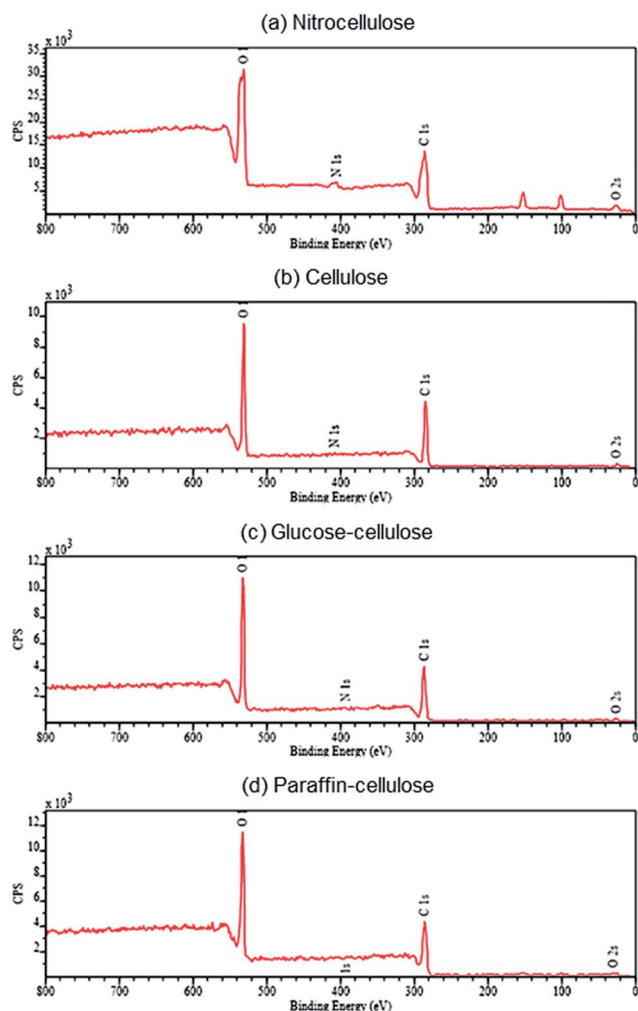 (a) Nitrocellulose
x 10³
35
30
25
20
15
10
5
CPS
O 1
N 1s
C 1s
O 2s
800 700 600 500 400 300 200 100 0
Binding Energy (eV)
(b) Cellulose
x 10³
10
8
6
4
2
CPS
O 1
N 1s
C 1s
O 2s
800 700 600 500 400 300 200 100 0
Binding Energy (eV)
(c) Glucose-cellulose
x 10³
12
10
8
6
4
2
CPS
O 1
N 1s
C 1s
O 2s
800 700 600 500 400 300 200 100 0
Binding Energy (eV)
(d) Paraffin-cellulose
x 10³
12
10
8
6
4
2
CPS
O 1
1s
C 1s
O 2s
800 700 600 500 400 300 200 100 0
Binding Energy (eV)